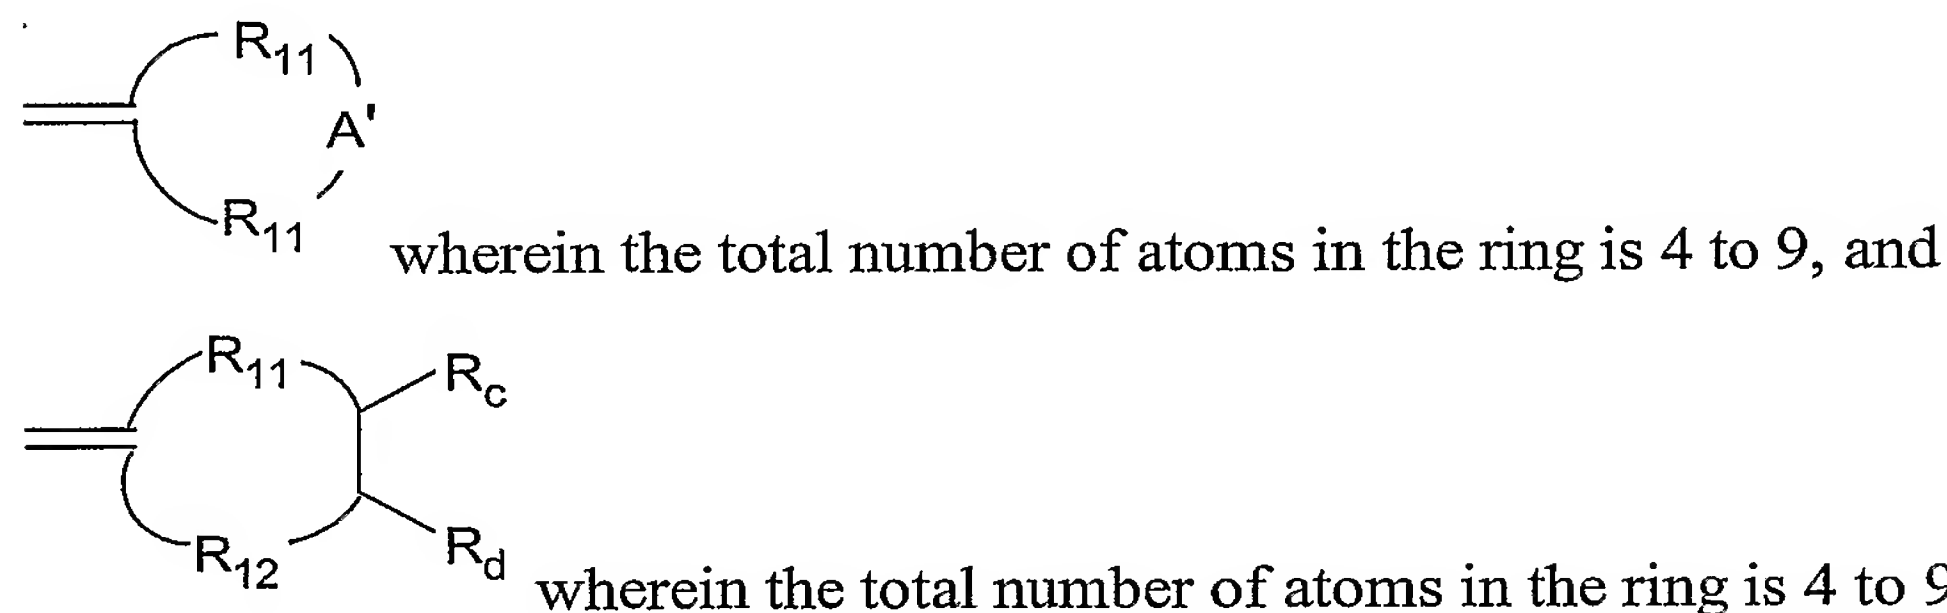 R11
A'
R11
wherein the total number of atoms in the ring is 4 to 9, and
R11
Rc
R12
Rd
wherein the total number of atoms in the ring is 4 to 9